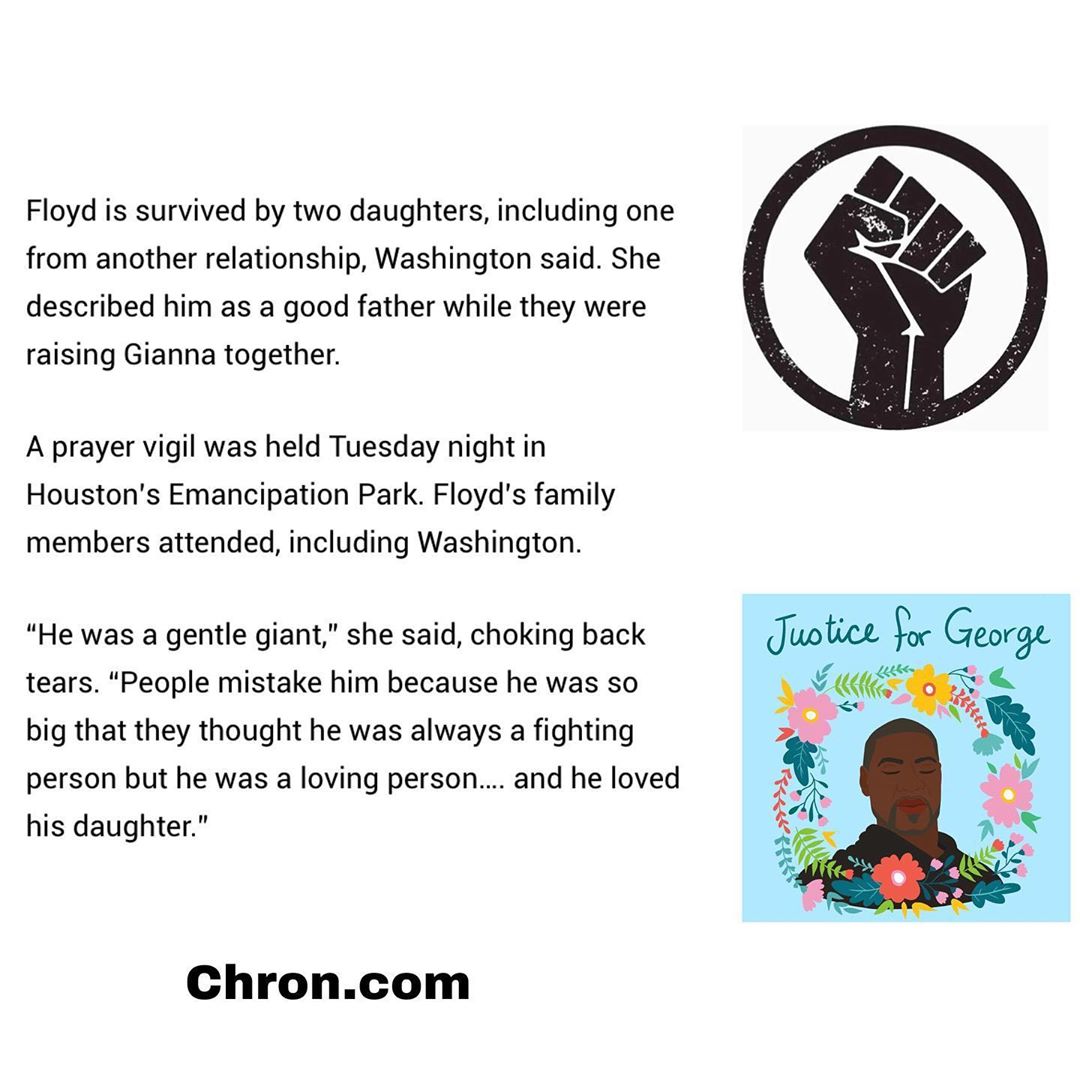 Floyd is survived by two daughters, including one
from another relationship, Washington said. She
described him as a good father while they were
raising Gianna together.
A prayer vigil was held Tuesday night in
Houston's Emancipation Park. Floyd's family
members attended, including Washington.
“He was a gentle giant,” she said, choking back
tears. “People mistake him because he was so
big that they thought he was always a fighting
person but he was a loving person.... and he loved
his daughter.”
Chron.com
Justice for George